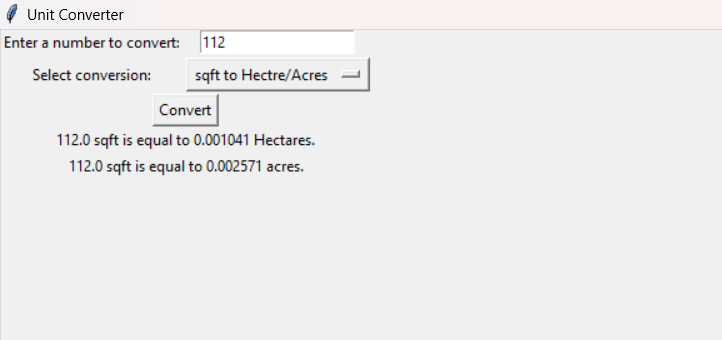 Unit Converter
Enter a number to convert: 112
Select conversion: sqft to Hectre/Acres
Convert
112.0 sqft is equal to 0.001041 Hectares.
112.0 sqft is equal to 0.002571 acres.